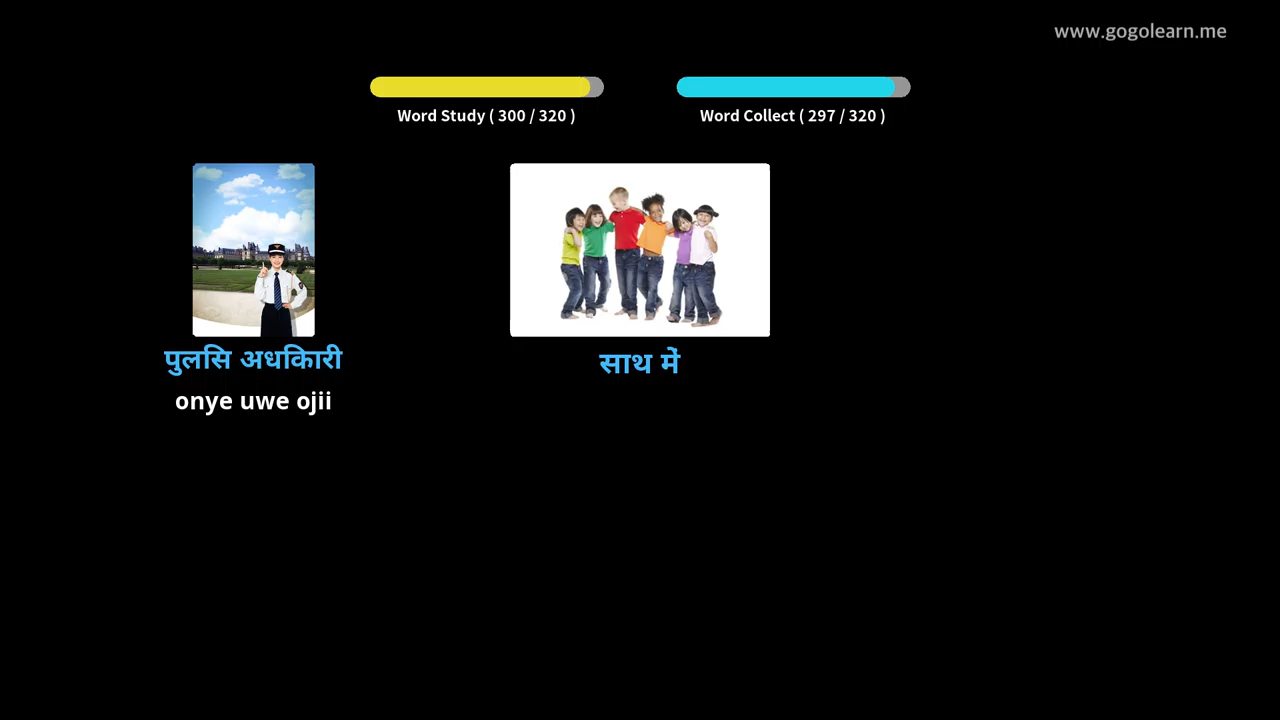 www.gogolearn.me
Word Study ( 300 / 320 )
Word Collect ( 297 / 320 )
पुलसि अधकिारी
साथ में
onye uwe ojii